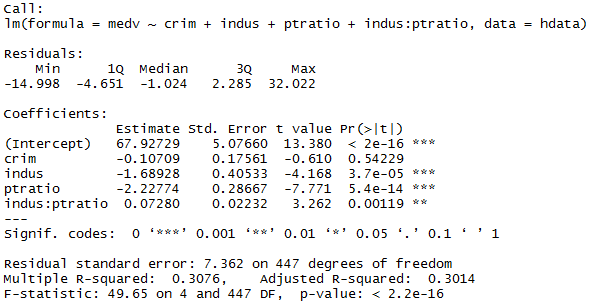 Call:
lm(formula = medv ~ crim + indus + ptratio + indus:ptratio, data = hdata)
Residuals:
    Min      1Q  Median      3Q     Max
-14.998  -4.651  -1.024   2.285  32.022
Coefficients:
              Estimate Std. Error t value Pr(>|t|)
(Intercept)   67.92729    5.07660  13.380  < 2e-16 ***
crim          -0.10709    0.17561  -0.610  0.54229
indus         -1.68928    0.40533  -4.168  3.7e-05 ***
ptratio       -2.22774    0.28667  -7.771  5.4e-14 ***
indus:ptratio  0.07280    0.02232   3.262  0.00119 **
---
Signif. codes:  0 ‘***’ 0.001 ‘**’ 0.01 ‘*’ 0.05 ‘.’ 0.1 ‘ ’ 1
Residual standard error: 7.362 on 447 degrees of freedom
Multiple R-squared:  0.3076,    Adjusted R-squared:  0.3014
F-statistic: 49.65 on 4 and 447 DF,  p-value: < 2.2e-16